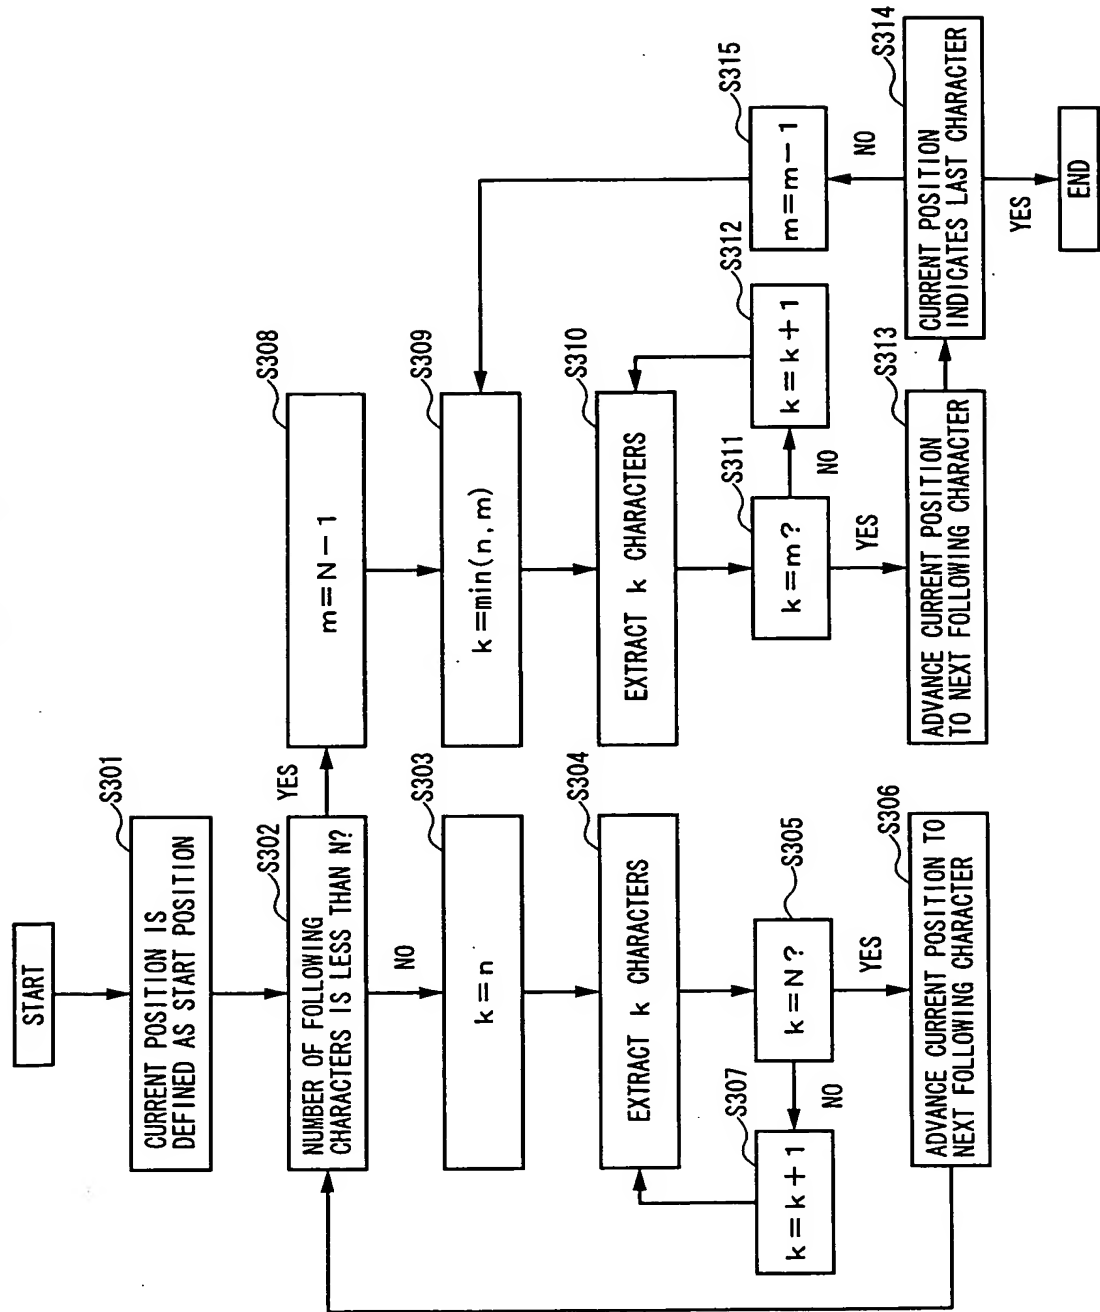 START
S301
CURRENT POSITION IS
DEFINED AS START POSITION
S302
NUMBER OF FOLLOWING
CHARACTERS IS LESS THAN N?
YES
NO
S303
k=n
S304
EXTRACT k CHARACTERS
S305
k=N?
NO
YES
S307
k=k+1
S306
ADVANCE CURRENT POSITION TO
NEXT FOLLOWING CHARACTER
S308
m=N-1
S309
k=min(n,m)
S310
EXTRACT k CHARACTERS
S311
k=m?
NO
YES
S312
k=k+1
S313
ADVANCE CURRENT POSITION
TO NEXT FOLLOWING CHARACTER
S315
m=m-1
NO
S314
CURRENT POSITION
INDICATES LAST CHARACTER
YES
END